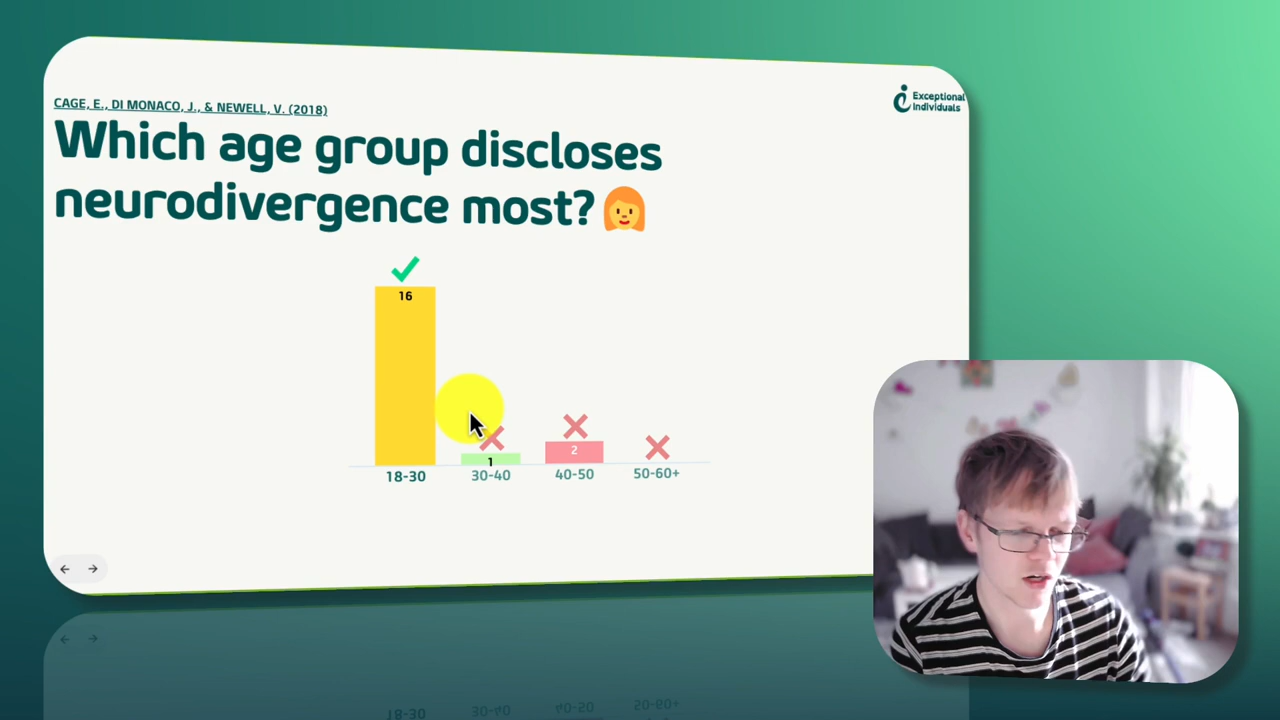 CAGE, E., DI MONACO, J., & NEWELL, V. (2018)
Exceptional
Individuals
Which age group discloses
neurodivergence most?
16
1
2
18-30
30-40
40-50
50-60+